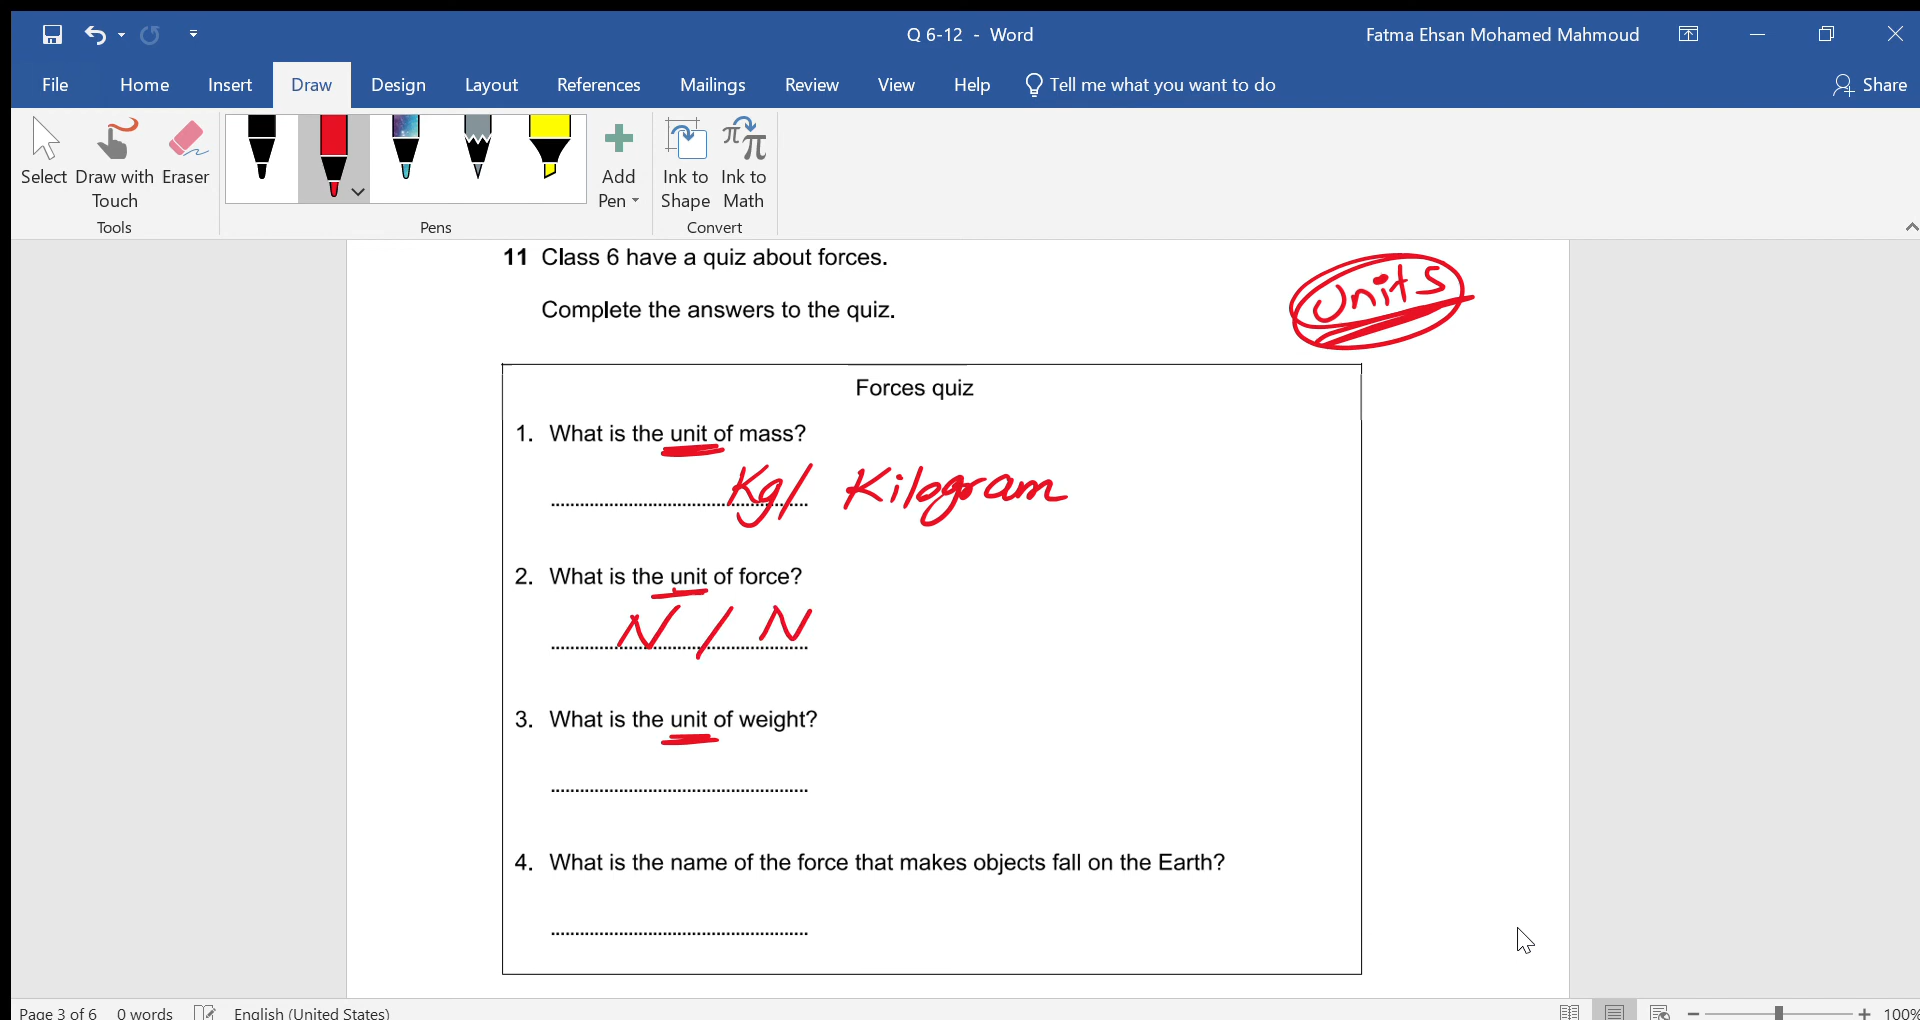 Q 6-12 - Word
Fatma Ehsan Mohamed Mahmoud
File Home Insert Draw Design Layout References Mailings Review View Help Tell me what you want to do Share
Select Draw with Touch Eraser
Add Pen Ink to Shape Ink to Math
Tools Pens Convert
11 Class 6 have a quiz about forces.
Units
Complete the answers to the quiz.
Forces quiz
1. What is the unit of mass?
Kg/ Kilogram
2. What is the unit of force?
N / N
3. What is the unit of weight?
4. What is the name of the force that makes objects fall on the Earth?
Page 3 of 6 0 words English (United States) 100%